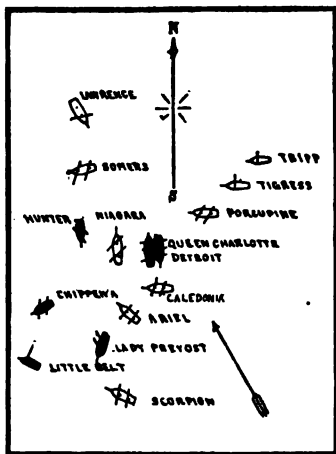 N
LAWRENCE
TRIPP
SOMERS
TIGRESS
S
PORCUPINE
HUNTER NIAGARA
QUEEN CHARLOTTE
DETROIT
CHIPPEWA
CALEDONIA
ARIEL
LADY PREVOST
LITTLE BELT
SCORPION